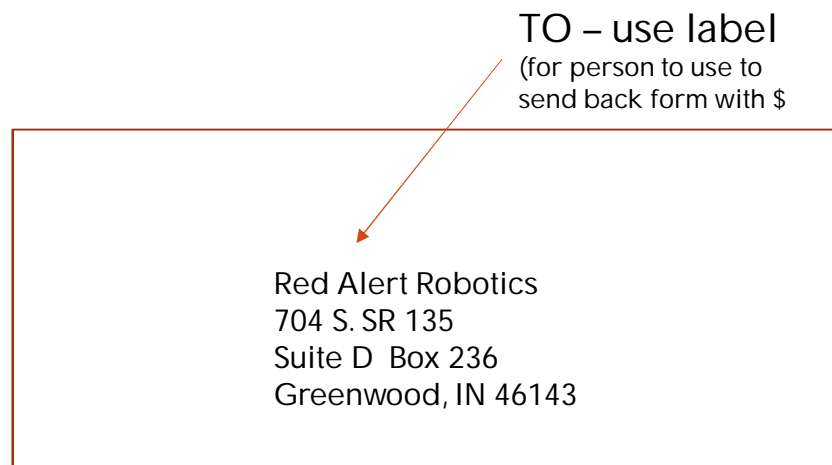 TO – use label
(for person to use to
send back form with $
Red Alert Robotics
704 S. SR 135
Suite D  Box 236
Greenwood, IN 46143